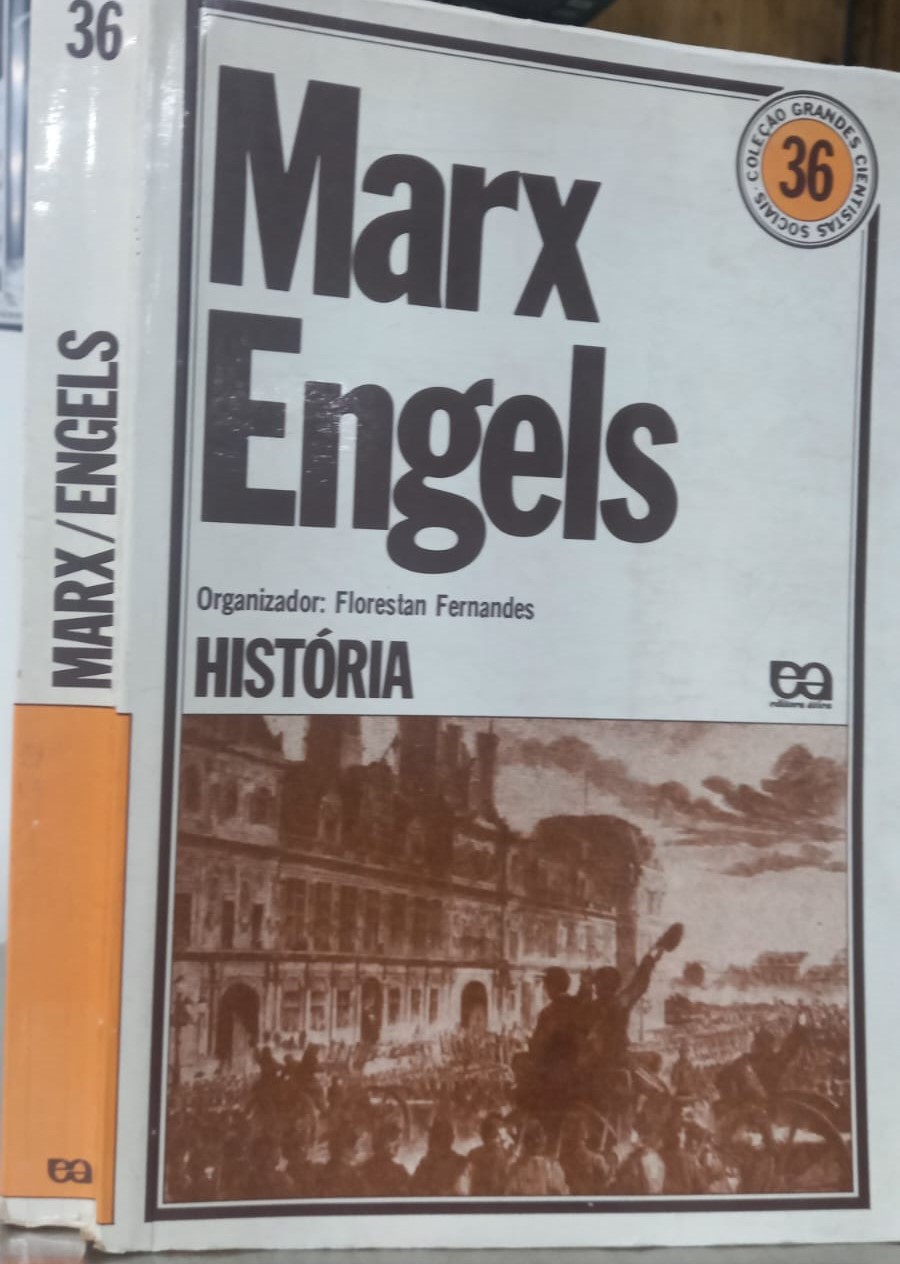 36
MARX/ENGELS
ea
COLEÇÃO GRANDES CIENTISTAS SOCIAIS ·
36
Marx
Engels
Organizador: Florestan Fernandes
HISTÓRIA
ea
editora ática